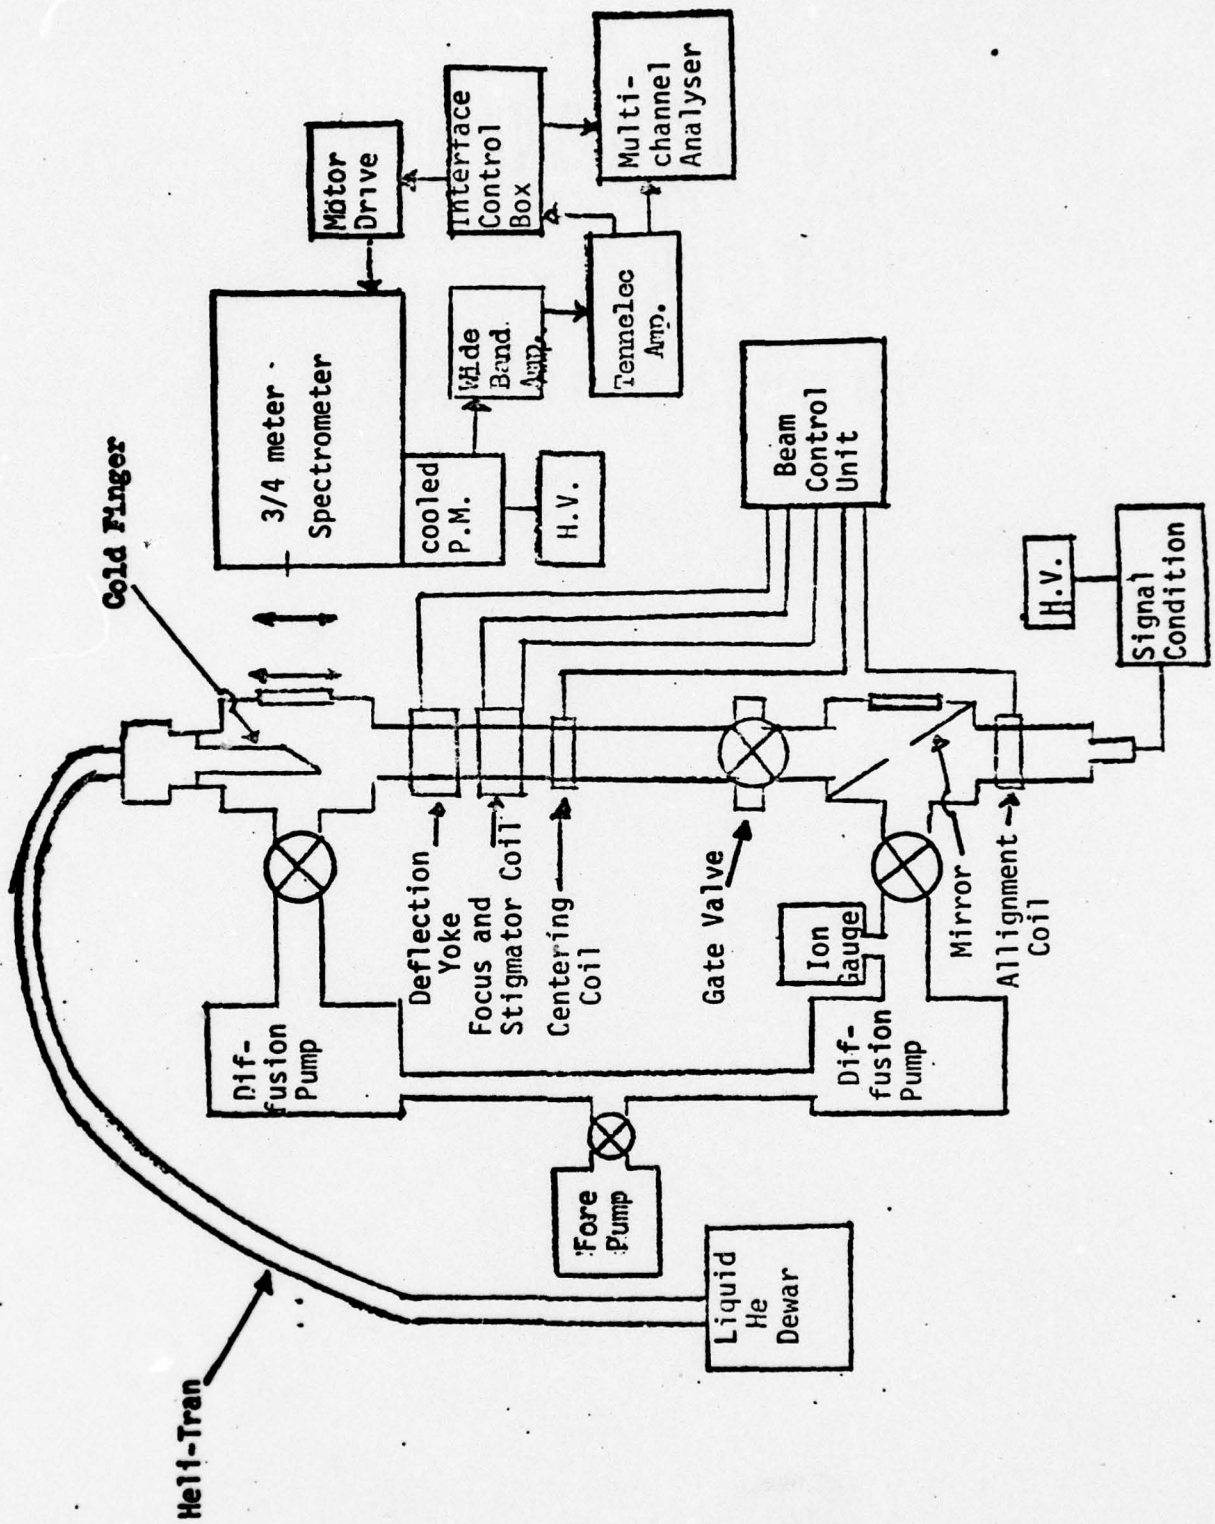 Heli-Tran
Cold Finger
3/4 meter
Spectrometer
Motor
Drive
Interface
Control
Box
Multi-
channel
Analyser
cooled
P.M.
Wide
Band
Amp.
Tennelec
Amp.
H.V.
Beam
Control
Unit
H.V.
Signal
Condition
Dif-
fusion
Pump
Deflection
Yoke
Focus and
Stigmator Coil
Centering
Coil
Gate Valve
Ion
Gauge
Mirror
Allignment
Coil
Dif-
fusion
Pump
Fore
Pump
Liquid
He
Dewar